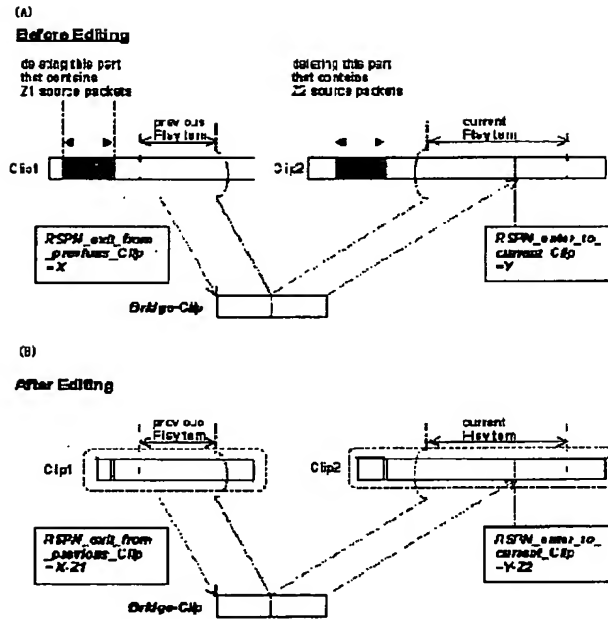 (A)
Before Editing
deleting this part
that contains
Z1 source packets
deleting this part
that contains
Z2 source packets
previous
PlayItem
current
PlayItem
Clip1
Clip2
RSPN_exit_from
_previous_Clip
=X
RSPN_enter_to_
current_Clip
=Y
Bridge-Clip
(B)
After Editing
previous
PlayItem
current
PlayItem
Clip1
Clip2
RSPN_exit_from
_previous_Clip
=X-Z1
RSPN_enter_to_
current_Clip
=Y-Z2
Bridge-Clip